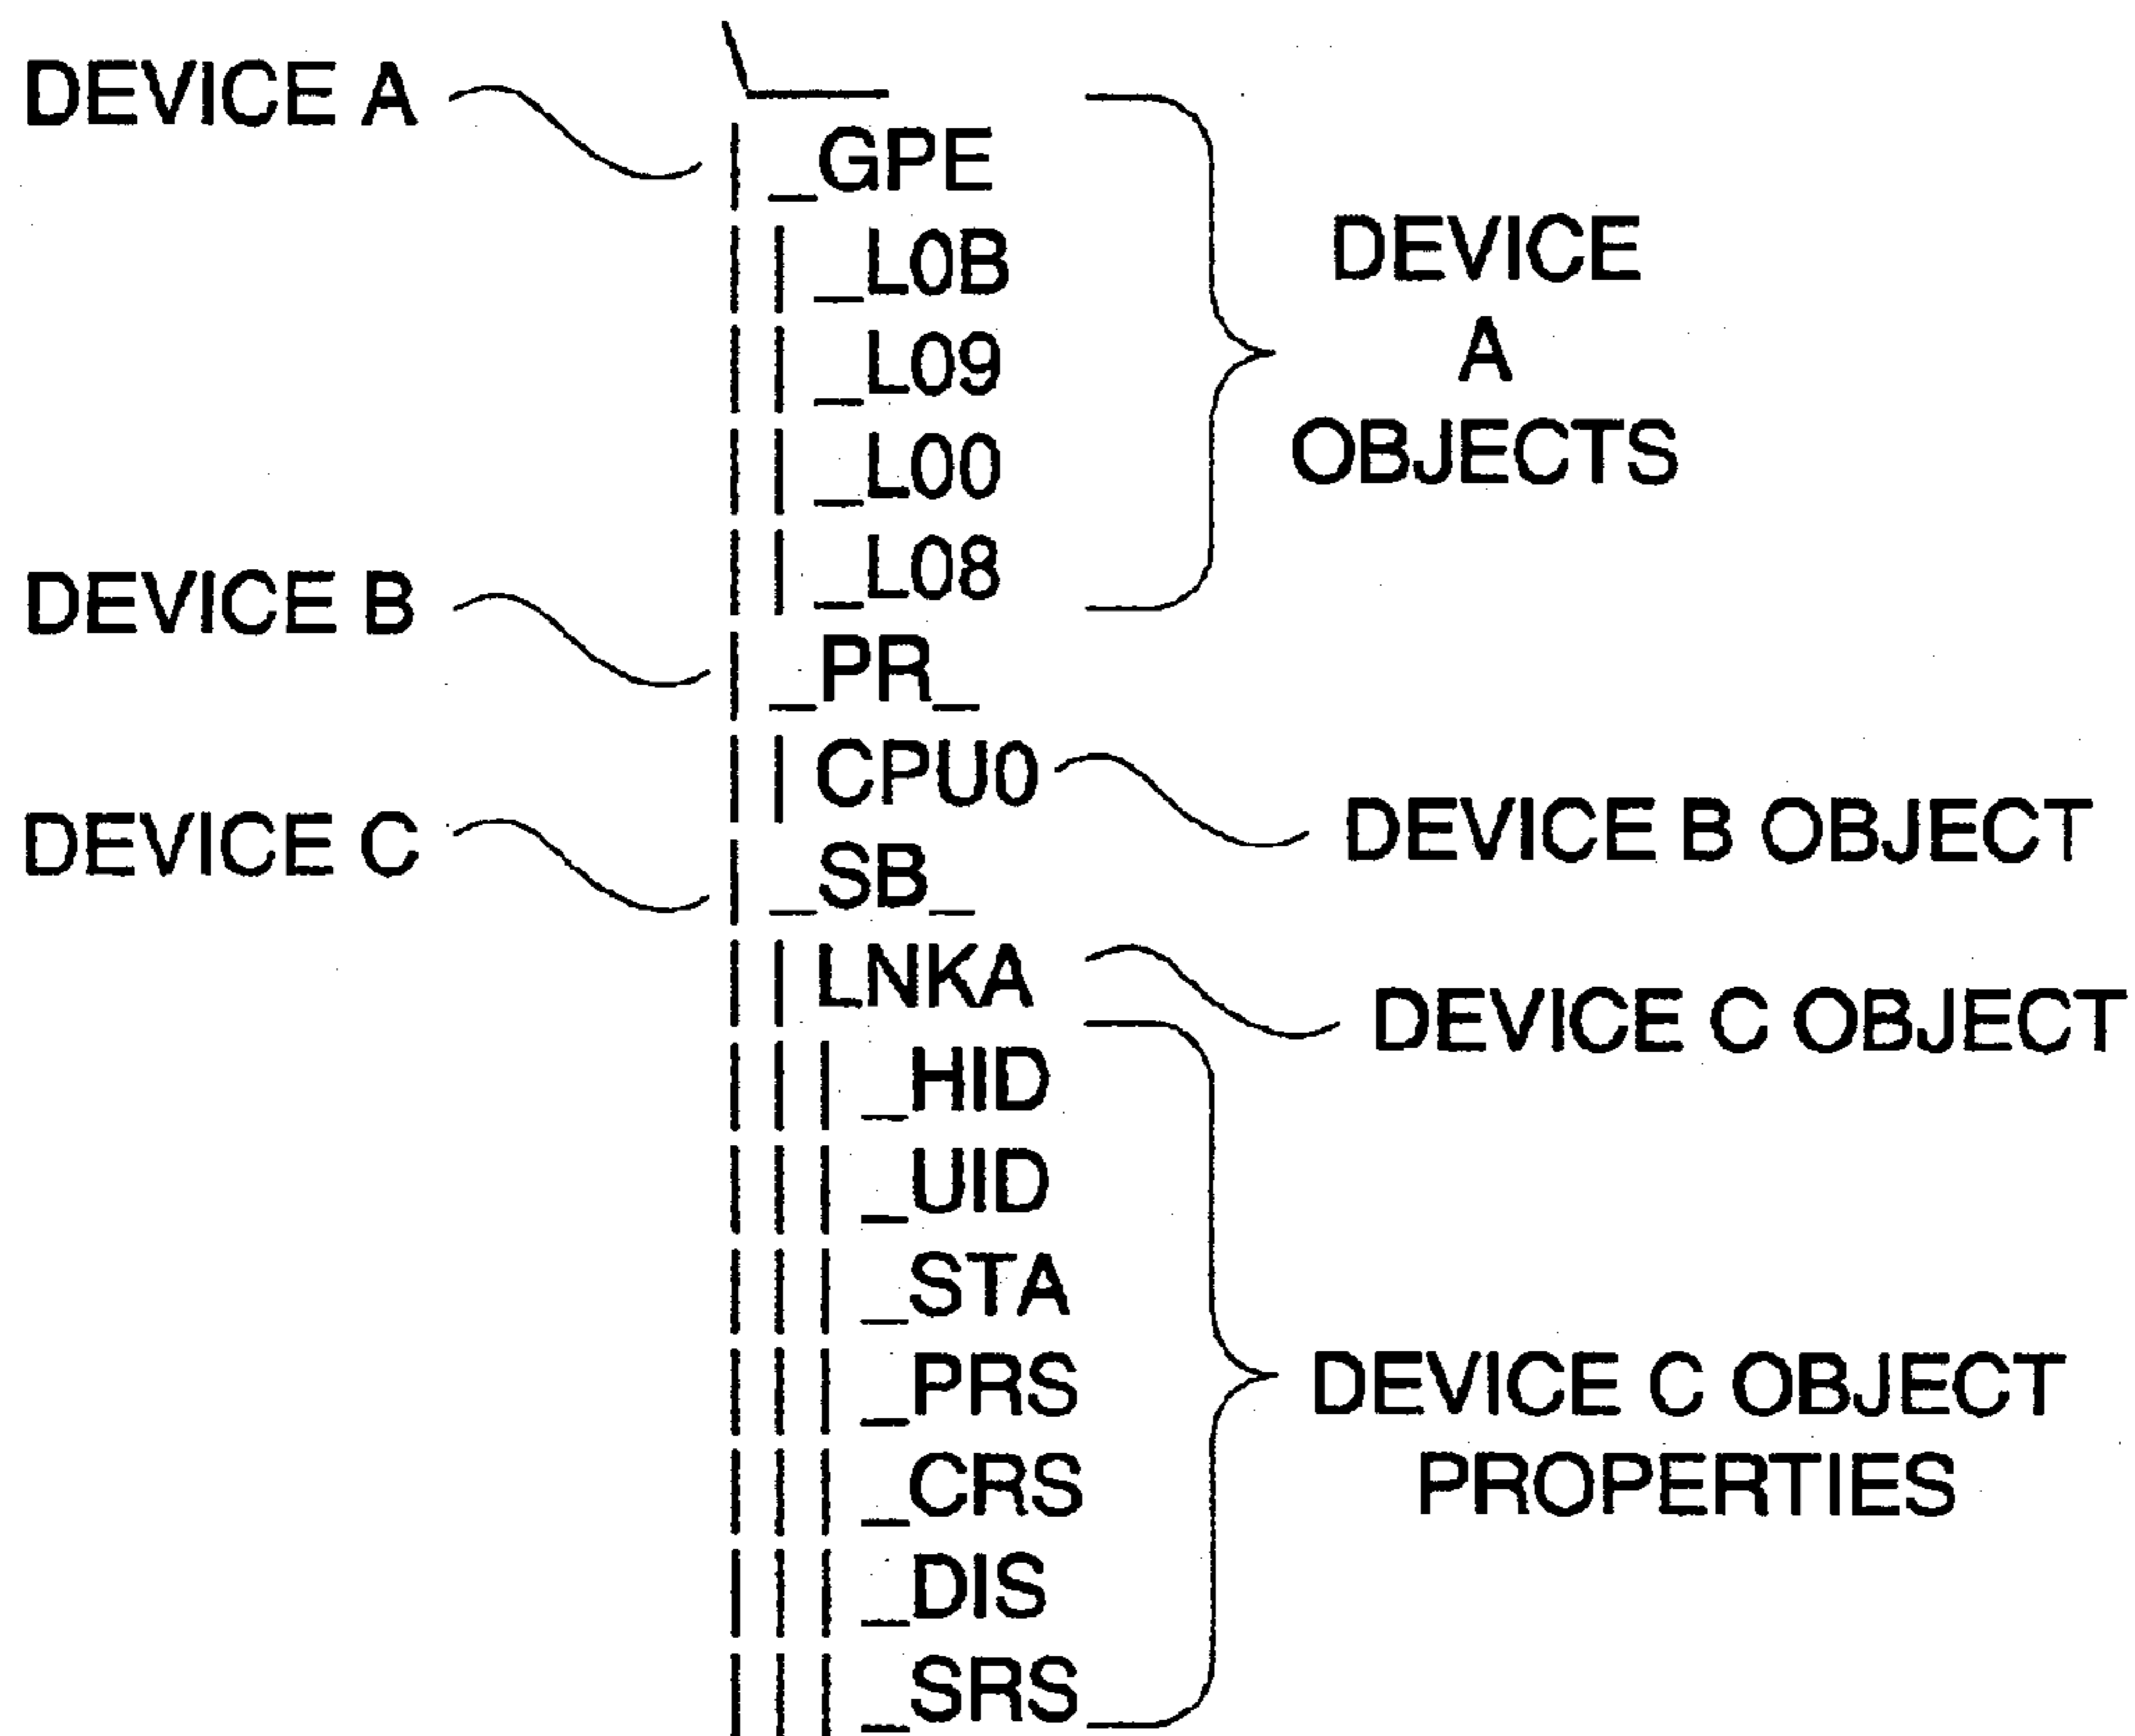 \____
DEVICE A
| _GPE
| | _L0B
| | _L09
| | _L00
| | _L08
DEVICE
A
OBJECTS
DEVICE B
| _PR_
| | CPU0
DEVICE B OBJECT
DEVICE C
| _SB_
| | LNKA
DEVICE C OBJECT
| | | _HID
| | | _UID
| | | _STA
| | | _PRS
| | | _CRS
| | | _DIS
| | | _SRS
DEVICE C OBJECT
PROPERTIES